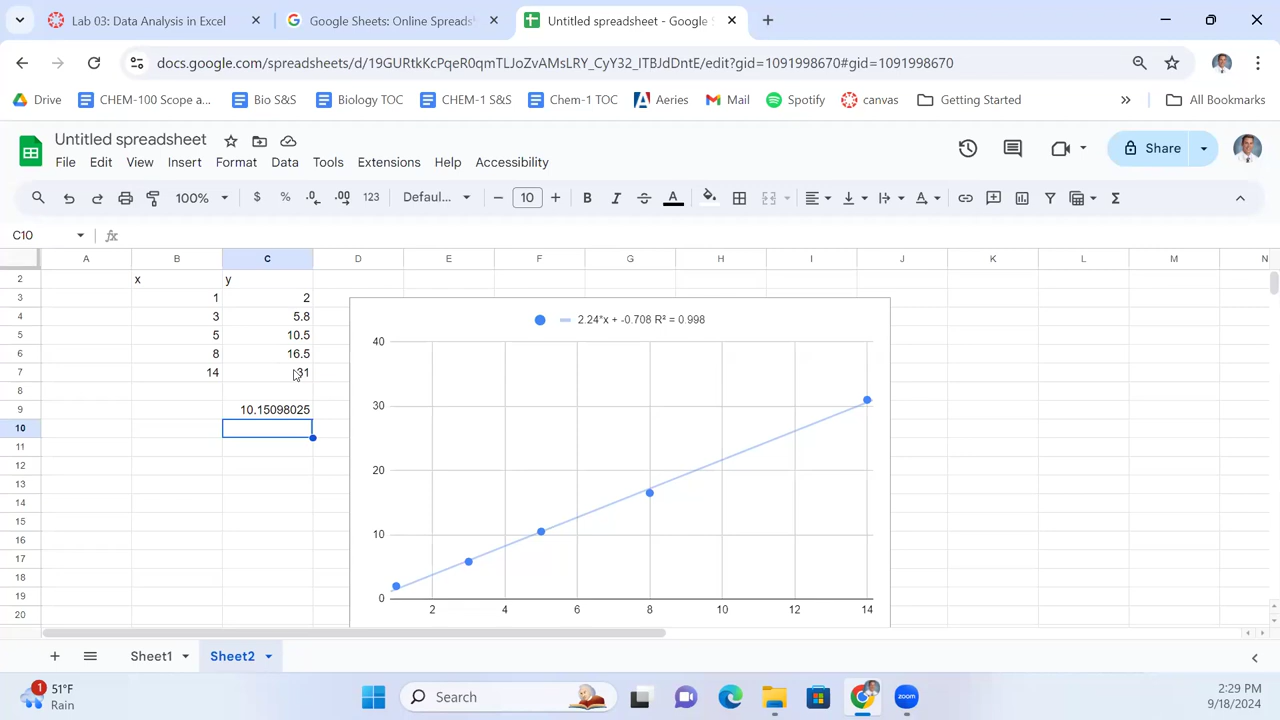 Lab 03: Data Analysis in Excel
Google Sheets: Online Spreads
Untitled spreadsheet - Google S
docs.google.com/spreadsheets/d/19GURtkKcPqeR0qmTLJoZvAMsLRY_CyY32_ITBJdDntE/edit?gid=1091998670#gid=1091998670
Drive CHEM-100 Scope a... Bio S&S Biology TOC CHEM-1 S&S Chem-1 TOC Aeries Mail Spotify canvas Getting Started » All Bookmarks
Untitled spreadsheet
File Edit View Insert Format Data Tools Extensions Help Accessibility
Share
100% $ % .0 .00 123 Defaul... − 10 + B I S A Σ
C10 fx
A B C D E F G H I J K L M N
2 x y
3 1 2
4 3 5.8
5 5 10.5
6 8 16.5
7 14 31
8
9 10.15098025
10
11
12
13
14
15
16
17
18
19
20
2.24*x + -0.708 R² = 0.998
40
30
20
10
0
2 4 6 8 10 12 14
+ Sheet1 Sheet2
1 51°F
Rain
Search
zoom
2:29 PM
9/18/2024